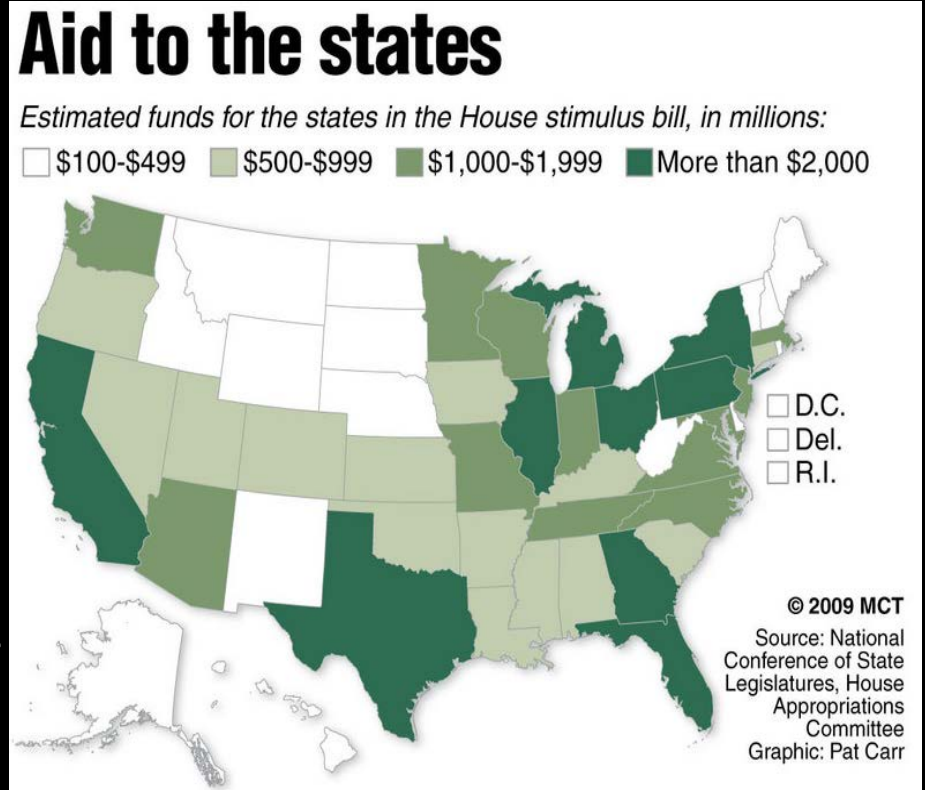 Aid to the states
Estimated funds for the states in the House stimulus bill, in millions:
$100-$499 $500-$999 $1,000-$1,999 More than $2,000
D.C.
Del.
R.I.
© 2009 MCT
Source: National
Conference of State
Legislatures, House
Appropriations
Committee
Graphic: Pat Carr